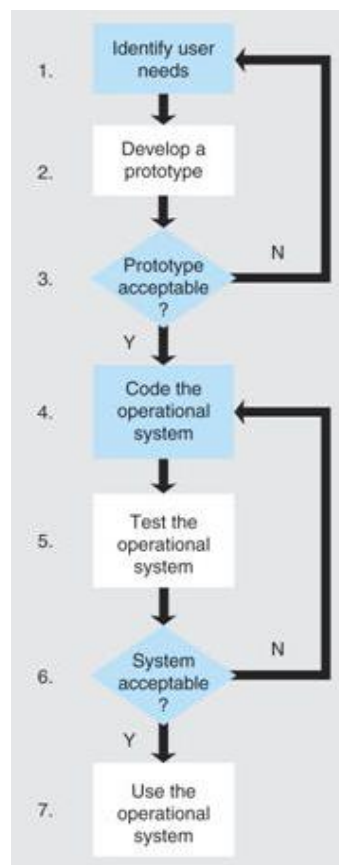 1.
Identify user
needs
2.
Develop a
prototype
3.
Prototype
acceptable
?
N
Y
4.
Code the
operational
system
5.
Test the
operational
system
6.
System
acceptable
?
N
Y
7.
Use the
operational
system